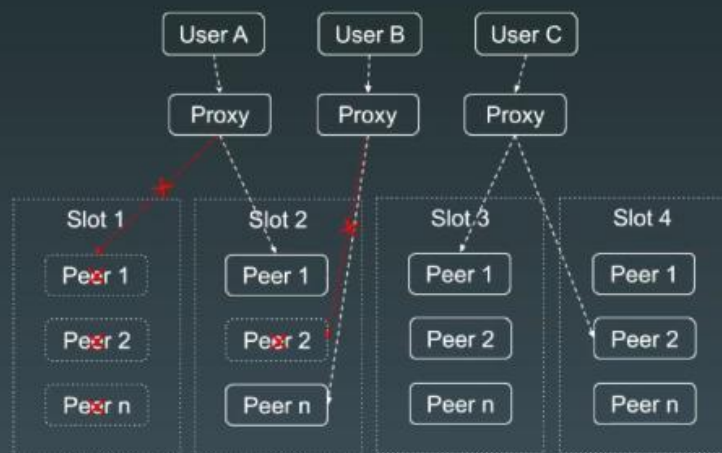 User A
User B
User C
Proxy
Proxy
Proxy
Slot 1
Slot 2
Slot 3
Slot 4
Peer 1
Peer 1
Peer 1
Peer 1
Peer 2
Peer 2
Peer 2
Peer 2
Peer n
Peer n
Peer n
Peer n